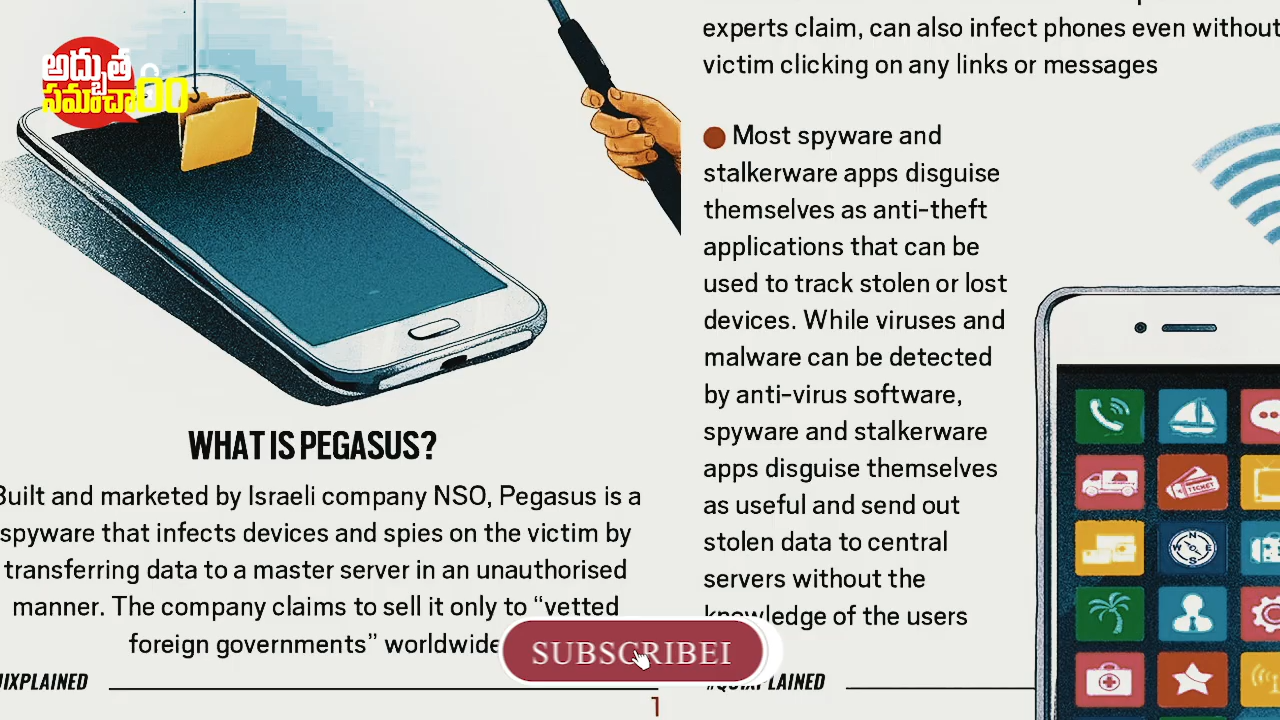 అద్భుత
సమాచారం
WHAT IS PEGASUS?
Built and marketed by Israeli company NSO, Pegasus is a
spyware that infects devices and spies on the victim by
transferring data to a master server in an unauthorised
manner. The company claims to sell it only to “vetted
foreign governments” worldwide
experts claim, can also infect phones even without
victim clicking on any links or messages
Most spyware and
stalkerware apps disguise
themselves as anti-theft
applications that can be
used to track stolen or lost
devices. While viruses and
malware can be detected
by anti-virus software,
spyware and stalkerware
apps disguise themselves
as useful and send out
stolen data to central
servers without the
knowledge of the users
TICKET
N
E
S
W
SUBSCRIBEI
UIXPLAINED
#QUIXPLAINED
1